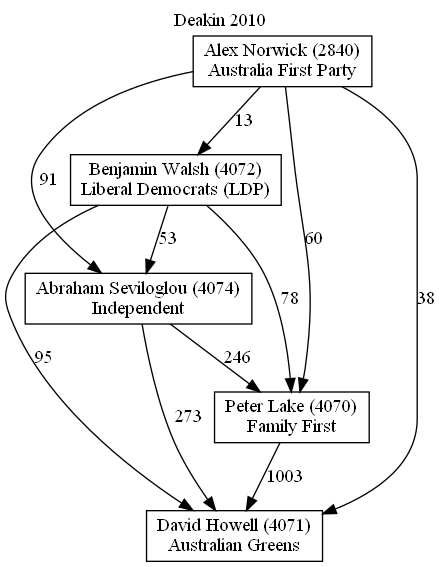 Deakin 2010
Alex Norwick (2840)
Australia First Party
13
Benjamin Walsh (4072)
Liberal Democrats (LDP)
91
53
60
Abraham Seviloglou (4074)
Independent
78
38
95
246
Peter Lake (4070)
Family First
273
1003
David Howell (4071)
Australian Greens